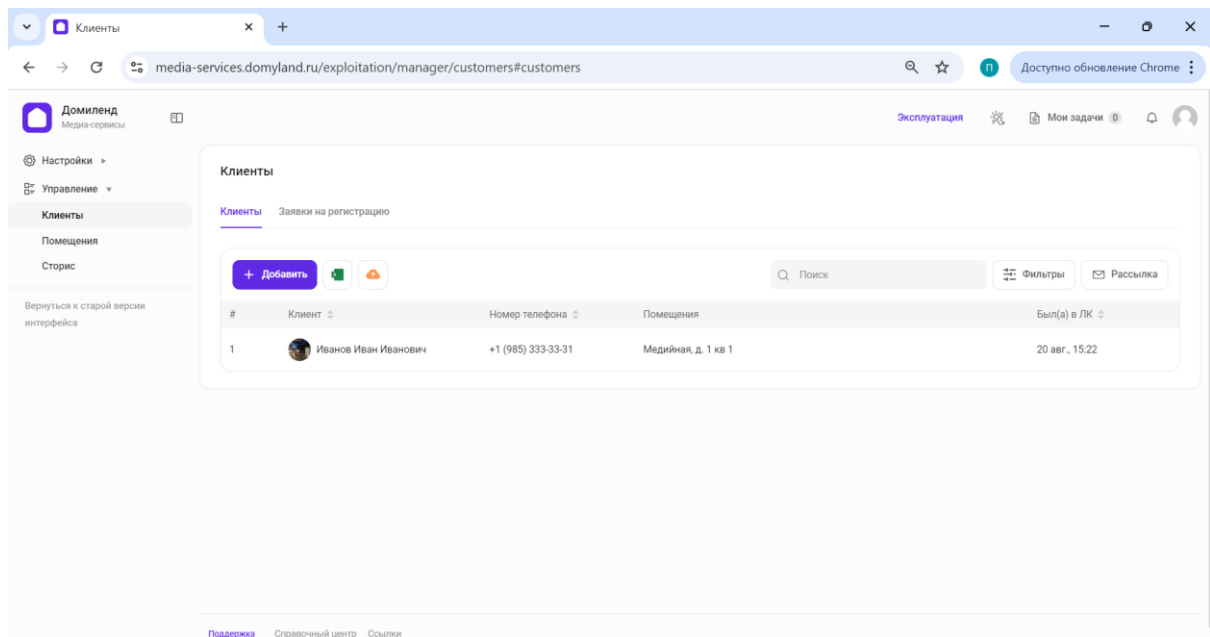 Клиенты
media-services.domyland.ru/exploitation/manager/customers#customers
П
Доступно обновление Chrome
Домиленд
Медиа-сервисы
Эксплуатация
Мои задачи 0
Настройки
Управление
Клиенты
Помещения
Сторис
Вернуться к старой версии
интерфейса
Клиенты
Клиенты Заявки на регистрацию
+ Добавить
Поиск
Фильтры
Рассылка
# Клиент Номер телефона Помещения Был(а) в ЛК
1 Иванов Иван Иванович +1 (985) 333-33-31 Медийная, д. 1 кв 1 20 авг., 15:22
Поддержка Справочный центр Ссылки